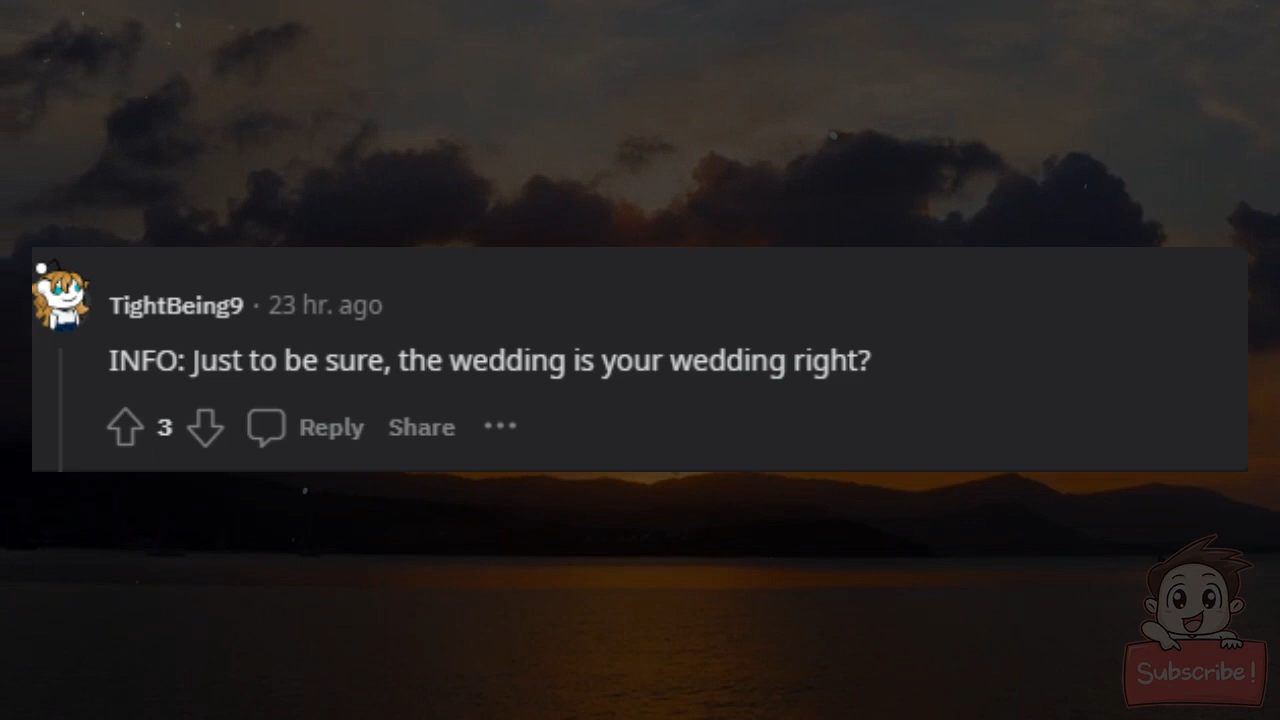 TightBeing9 · 23 hr. ago
INFO: Just to be sure, the wedding is your wedding right?
3 Reply Share ···
Subscribe!